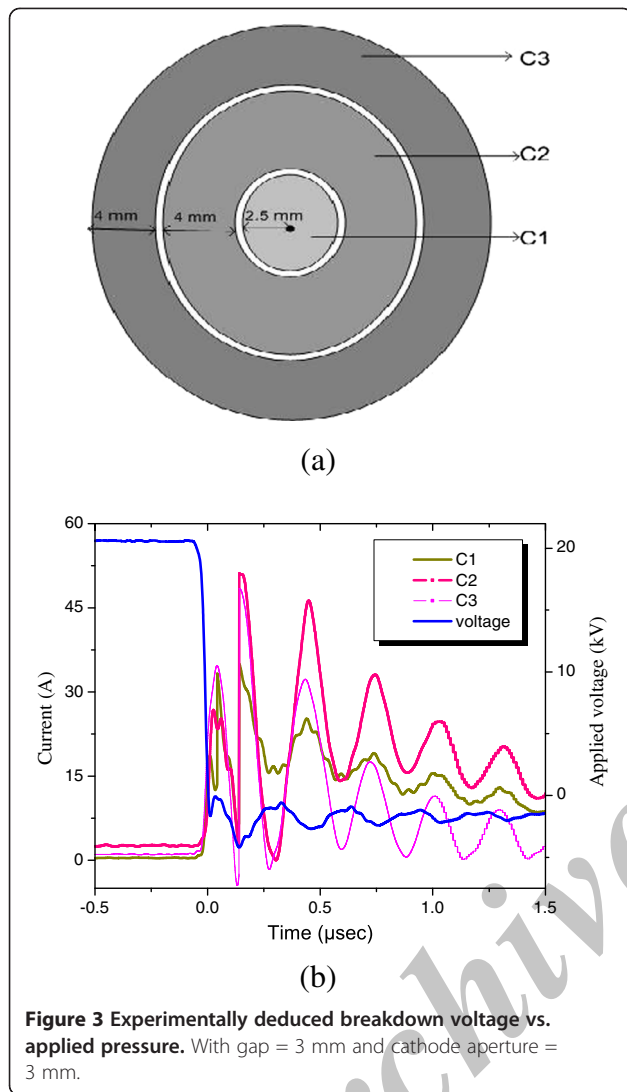 C3
C2
4 mm
4 mm
2.5 mm
C1
(a)
60
45
30
15
0
Current (A)
C1
C2
C3
voltage
20
10
0
Applied voltage (kV)
-0.5
0.0
0.5
1.0
1.5
Time (µsec)
(b)
Figure 3 Experimentally deduced breakdown voltage vs.
applied pressure. With gap = 3 mm and cathode aperture =
3 mm.